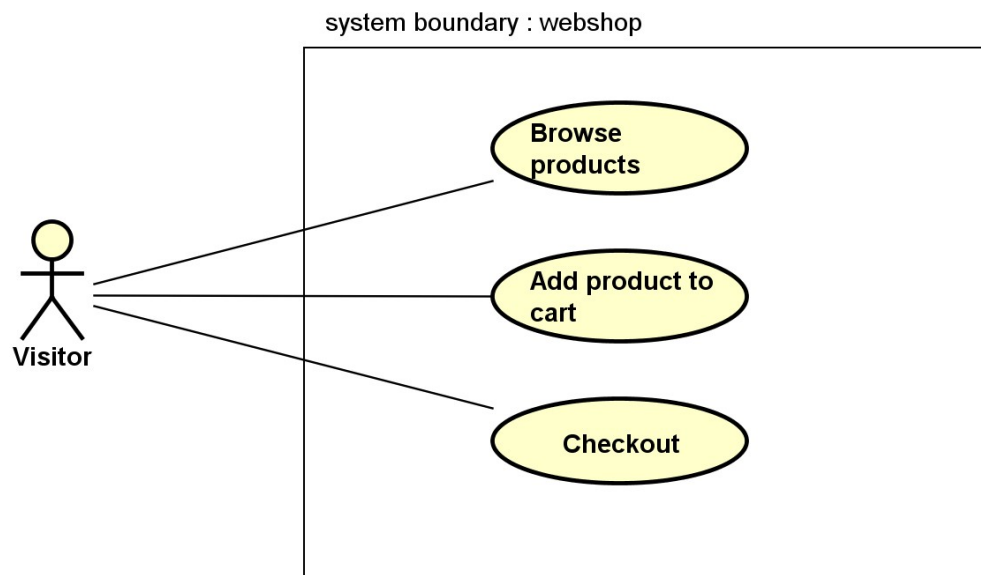 system boundary : webshop
Browse
products
Add product to
cart
Visitor
Checkout